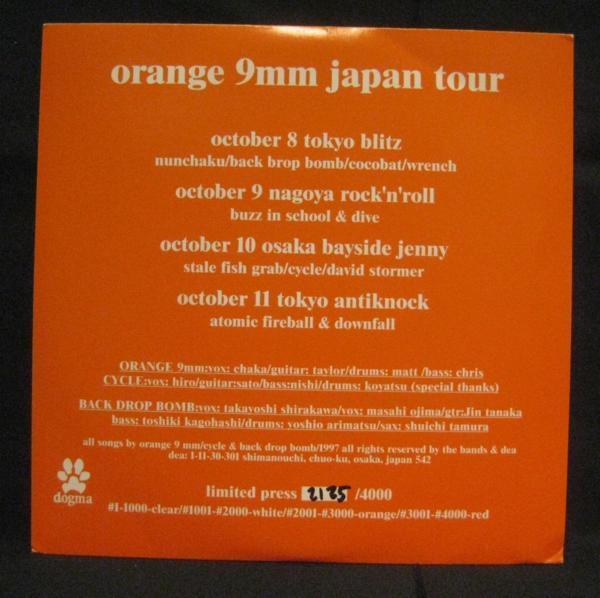 orange 9mm japan tour
october 8 tokyo blitz
nunchaku/back brop bomb/cocobat/wrench
october 9 nagoya rock'n'roll
buzz in school & dive
october 10 osaka bayside jenny
stale fish grab/cycle/david stormer
october 11 tokyo antiknock
atomic fireball & downfall
ORANGE 9mm:vox: chaka/guitar: taylor/drums: matt /bass: chris
CYCLE:vox: hiro/guitar:sato/bass:nishi/drums: koyatsu (special thanks)
BACK DROP BOMB:vox: takayoshi shirakawa/vox: masahi ojima/gtr:Jin tanaka
bass: toshiki kagohashi/drums: yoshio arimatsu/sax: shuichi tamura
all songs by orange 9 mm/cycle & back drop bomb/1997 all rights reserved by the bands & dea
dea: 1-11-30-301 shimanouchi, chuo-ku, osaka, japan 542
dogma
limited press 2125 /4000
#1-1000-clear/#1001-#2000-white/#2001-#3000-orange/#3001-#4000-red